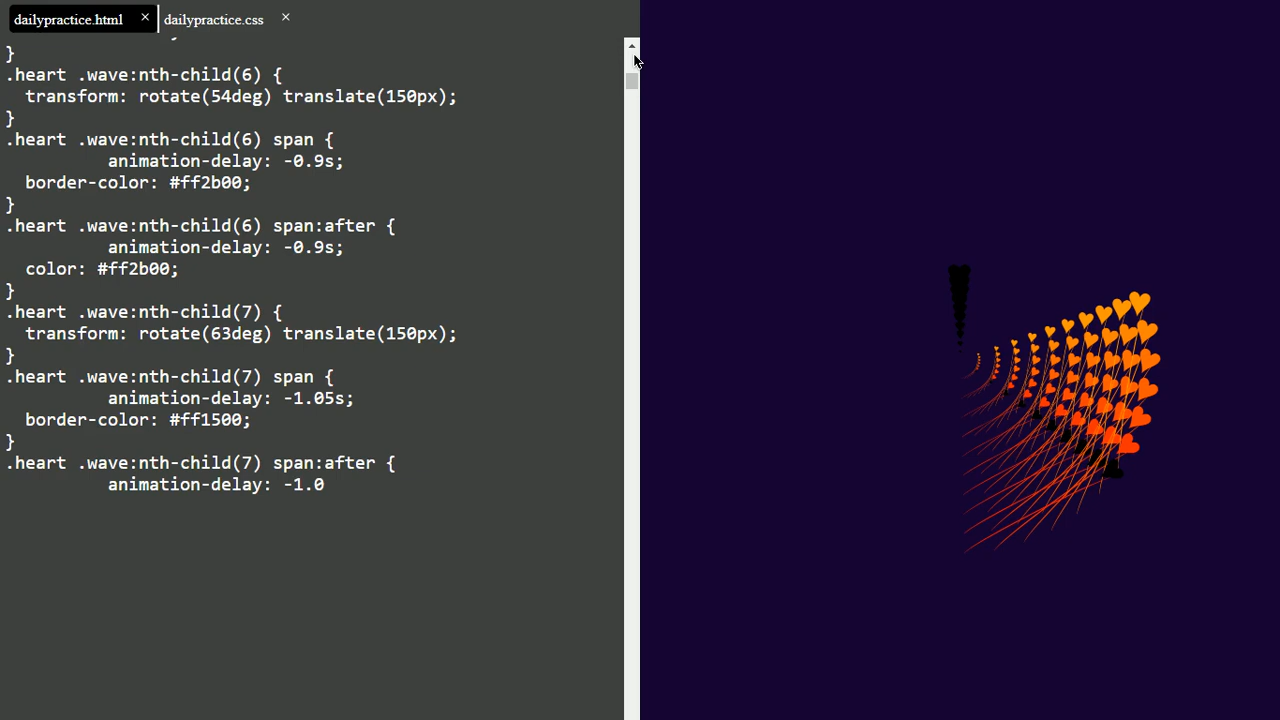 dailypractice.html × dailypractice.css ×
}
.heart .wave:nth-child(6) {
transform: rotate(54deg) translate(150px);
}
.heart .wave:nth-child(6) span {
animation-delay: -0.9s;
border-color: #ff2b00;
}
.heart .wave:nth-child(6) span:after {
animation-delay: -0.9s;
color: #ff2b00;
}
.heart .wave:nth-child(7) {
transform: rotate(63deg) translate(150px);
}
.heart .wave:nth-child(7) span {
animation-delay: -1.05s;
border-color: #ff1500;
}
.heart .wave:nth-child(7) span:after {
animation-delay: -1.0